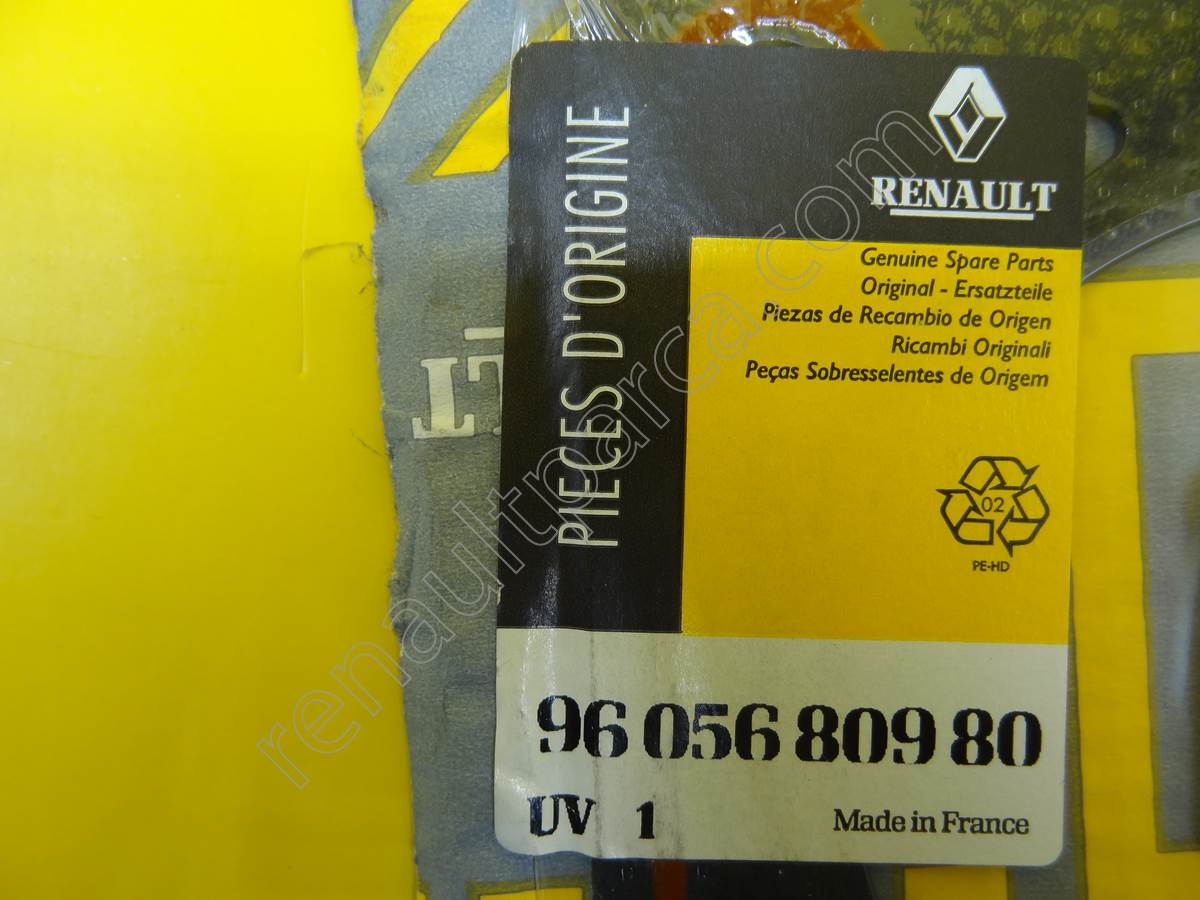 RENAULT
PIECES D'ORIGINE
Genuine Spare Parts
Original - Ersatzteile
Piezas de Recambio de Origen
Ricambi Originali
Peças Sobresselentes de Origem
02
PE-HD
96 056 809 80
UV 1
Made in France
LT
renaultparca.com